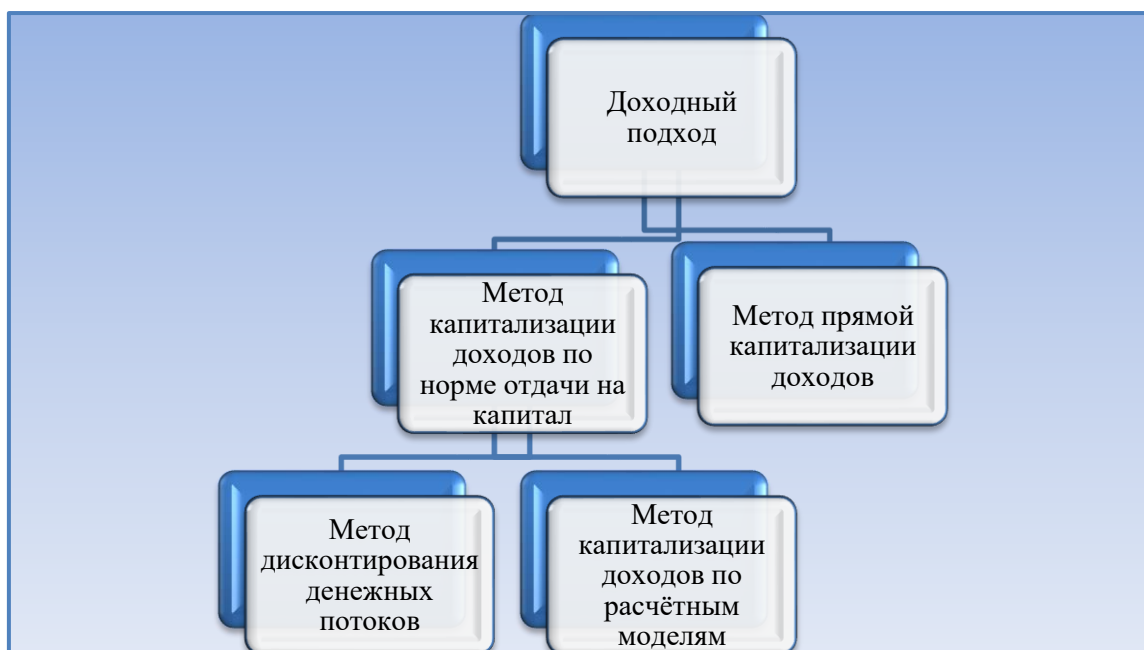 Доходный
подход
Метод
капитализации
доходов по
норме отдачи на
капитал
Метод прямой
капитализации
доходов
Метод
дисконтирования
денежных
потоков
Метод
капитализации
доходов по
расчётным
моделям